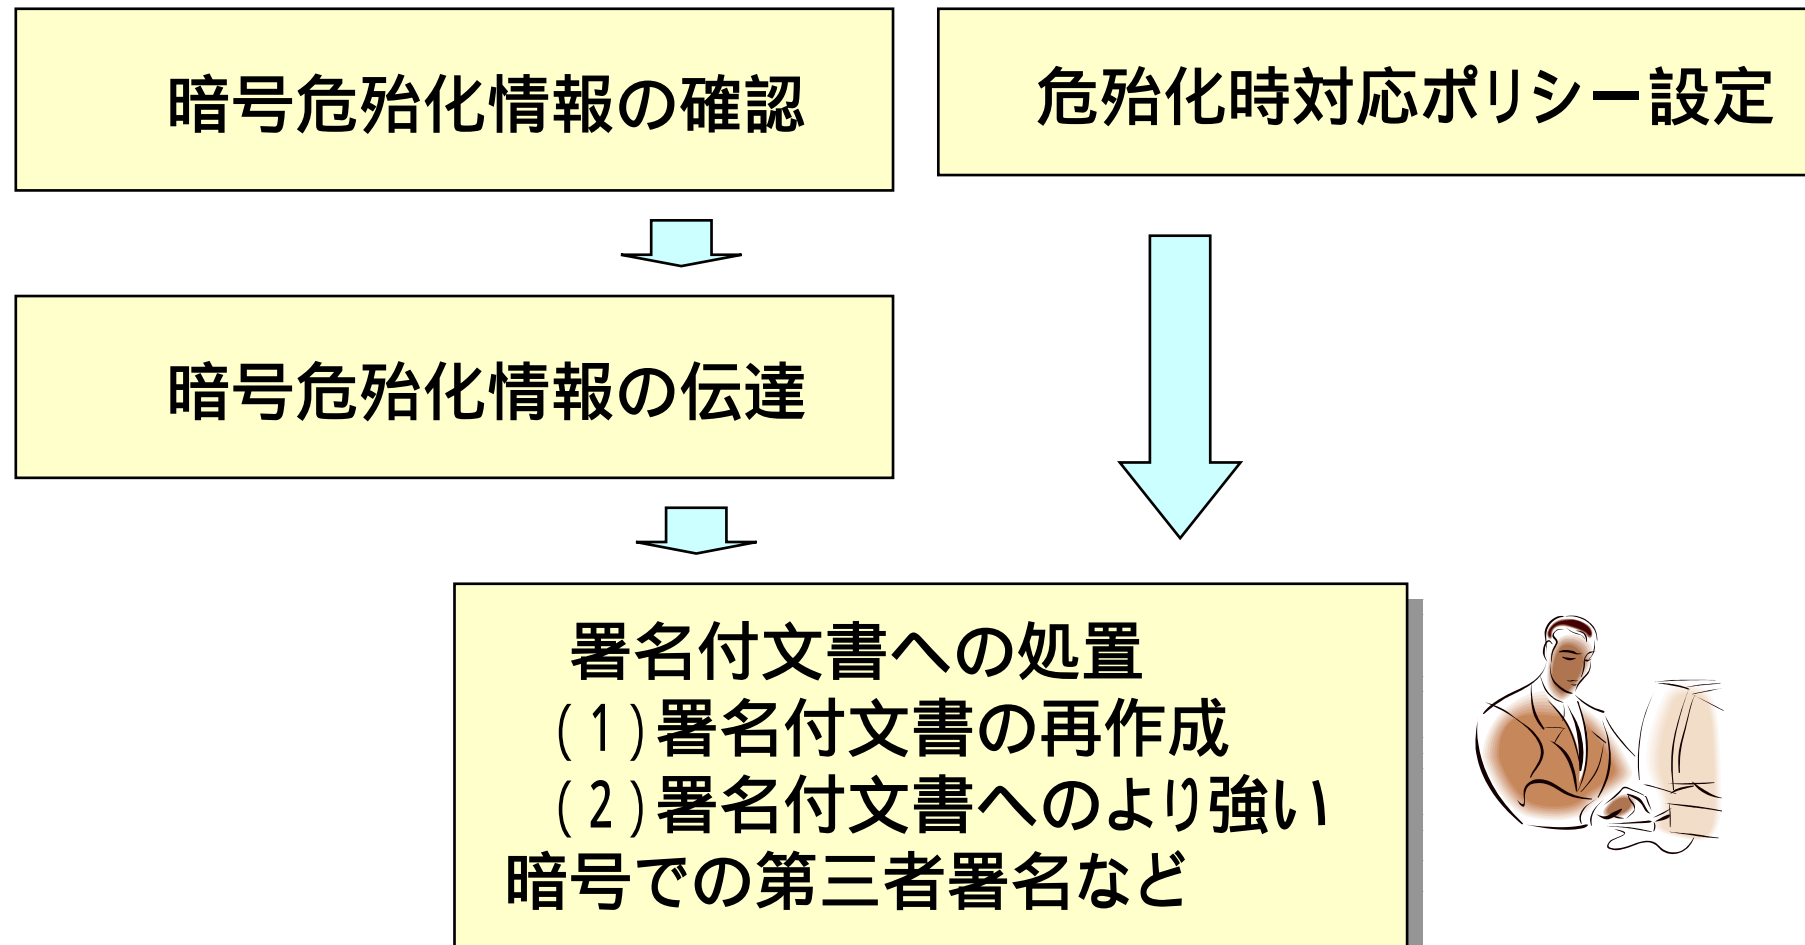 暗号危殆化情報の確認
危殆化時対応ポリシー設定
暗号危殆化情報の伝達
署名付文書への処置
(1)署名付文書の再作成
(2)署名付文書へのより強い
暗号での第三者署名など